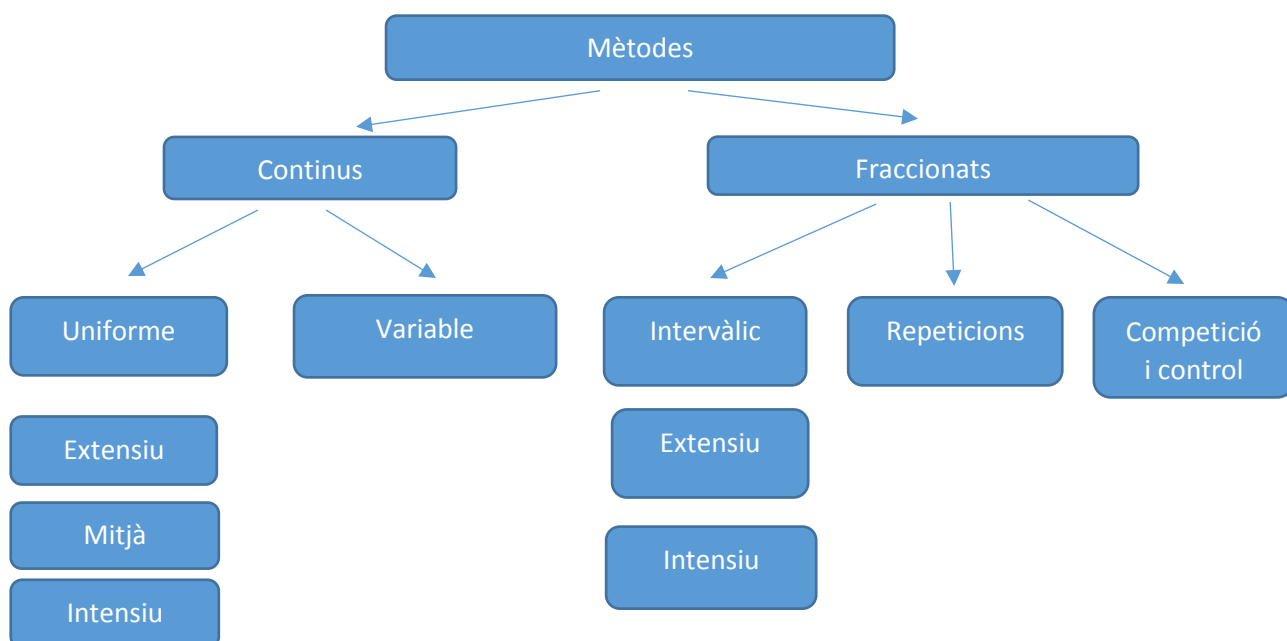 Mètodes
Continus
Fraccionats
Uniforme
Variable
Intervàlic
Repeticions
Competició
i control
Extensiu
Extensiu
Mitjà
Intensiu
Intensiu